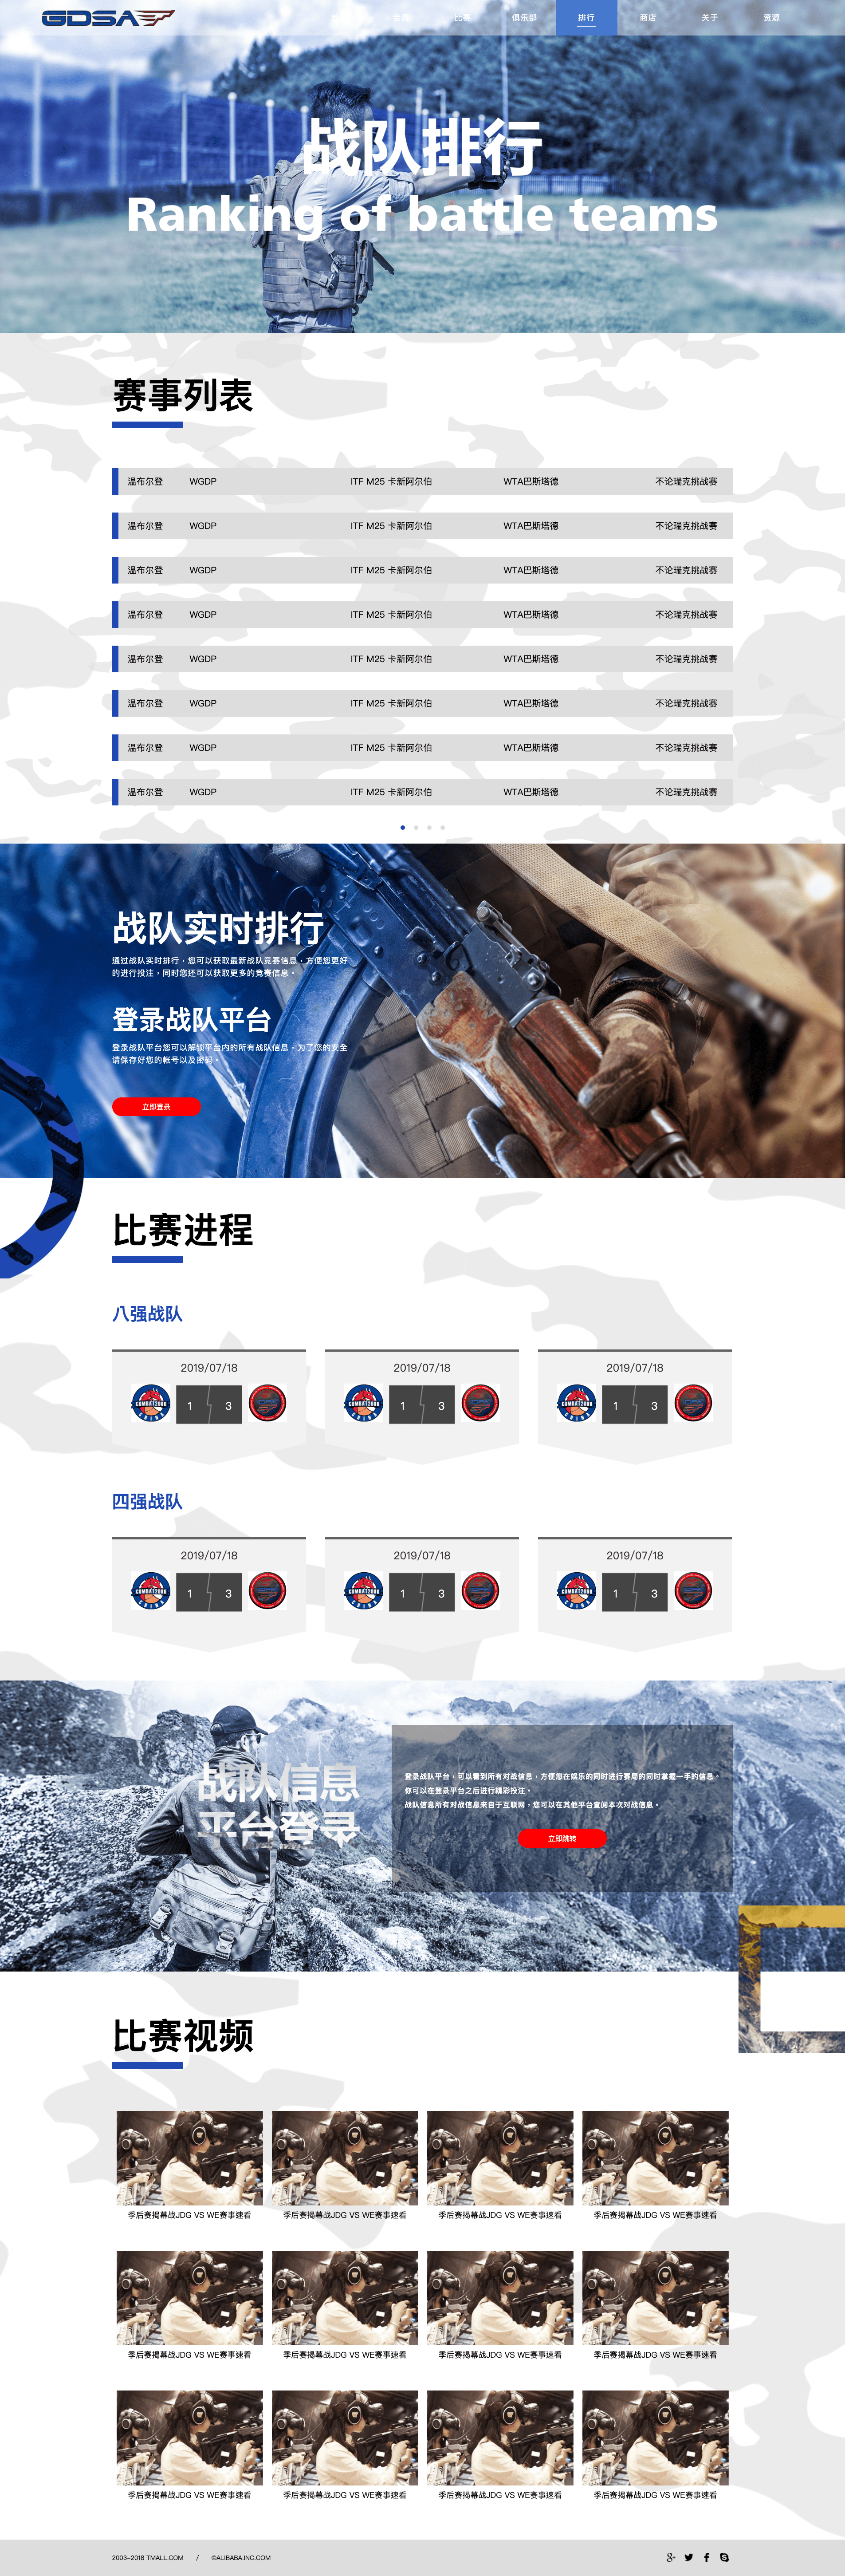 GDSA
比赛
俱乐部
排行
商店
关于
资源
战队排行
Ranking of battle teams
赛事列表
温布尔登 WGDP ITF M25 卡新阿尔伯 WTA巴斯塔德 不论瑞克挑战赛
温布尔登 WGDP ITF M25 卡新阿尔伯 WTA巴斯塔德 不论瑞克挑战赛
温布尔登 WGDP ITF M25 卡新阿尔伯 WTA巴斯塔德 不论瑞克挑战赛
温布尔登 WGDP ITF M25 卡新阿尔伯 WTA巴斯塔德 不论瑞克挑战赛
温布尔登 WGDP ITF M25 卡新阿尔伯 WTA巴斯塔德 不论瑞克挑战赛
温布尔登 WGDP ITF M25 卡新阿尔伯 WTA巴斯塔德 不论瑞克挑战赛
温布尔登 WGDP ITF M25 卡新阿尔伯 WTA巴斯塔德 不论瑞克挑战赛
温布尔登 WGDP ITF M25 卡新阿尔伯 WTA巴斯塔德 不论瑞克挑战赛
战队实时排行
通过战队实时排行，您可以获取最新战队竞赛信息，方便您更好
的进行投注，同时您还可以获取更多的竞赛信息。
登录战队平台
登录战队平台您可以解锁平台内的所有战队信息，为了您的安全
请保存好您的帐号以及密码。
立即登录
比赛进程
八强战队
2019/07/18
COMBAT2000
1 3
2019/07/18
COMBAT2000
1 3
2019/07/18
COMBAT2000
1 3
四强战队
2019/07/18
COMBAT2000
1 3
2019/07/18
COMBAT2000
1 3
2019/07/18
COMBAT2000
1 3
战队信息
平台登录
登录战队平台，可以看到所有对战信息，方便您在娱乐的同时进行赛局的同时掌握一手的信息。
你可以在登录平台之后进行精彩投注。
战队信息所有对战信息来自于互联网，您可以在其他平台查阅本次对战信息。
立即跳转
比赛视频
季后赛揭幕战JDG VS WE赛事速看
季后赛揭幕战JDG VS WE赛事速看
季后赛揭幕战JDG VS WE赛事速看
季后赛揭幕战JDG VS WE赛事速看
季后赛揭幕战JDG VS WE赛事速看
季后赛揭幕战JDG VS WE赛事速看
季后赛揭幕战JDG VS WE赛事速看
季后赛揭幕战JDG VS WE赛事速看
季后赛揭幕战JDG VS WE赛事速看
季后赛揭幕战JDG VS WE赛事速看
季后赛揭幕战JDG VS WE赛事速看
季后赛揭幕战JDG VS WE赛事速看
2003-2018 TMALL.COM / ©ALIBABA.INC.COM